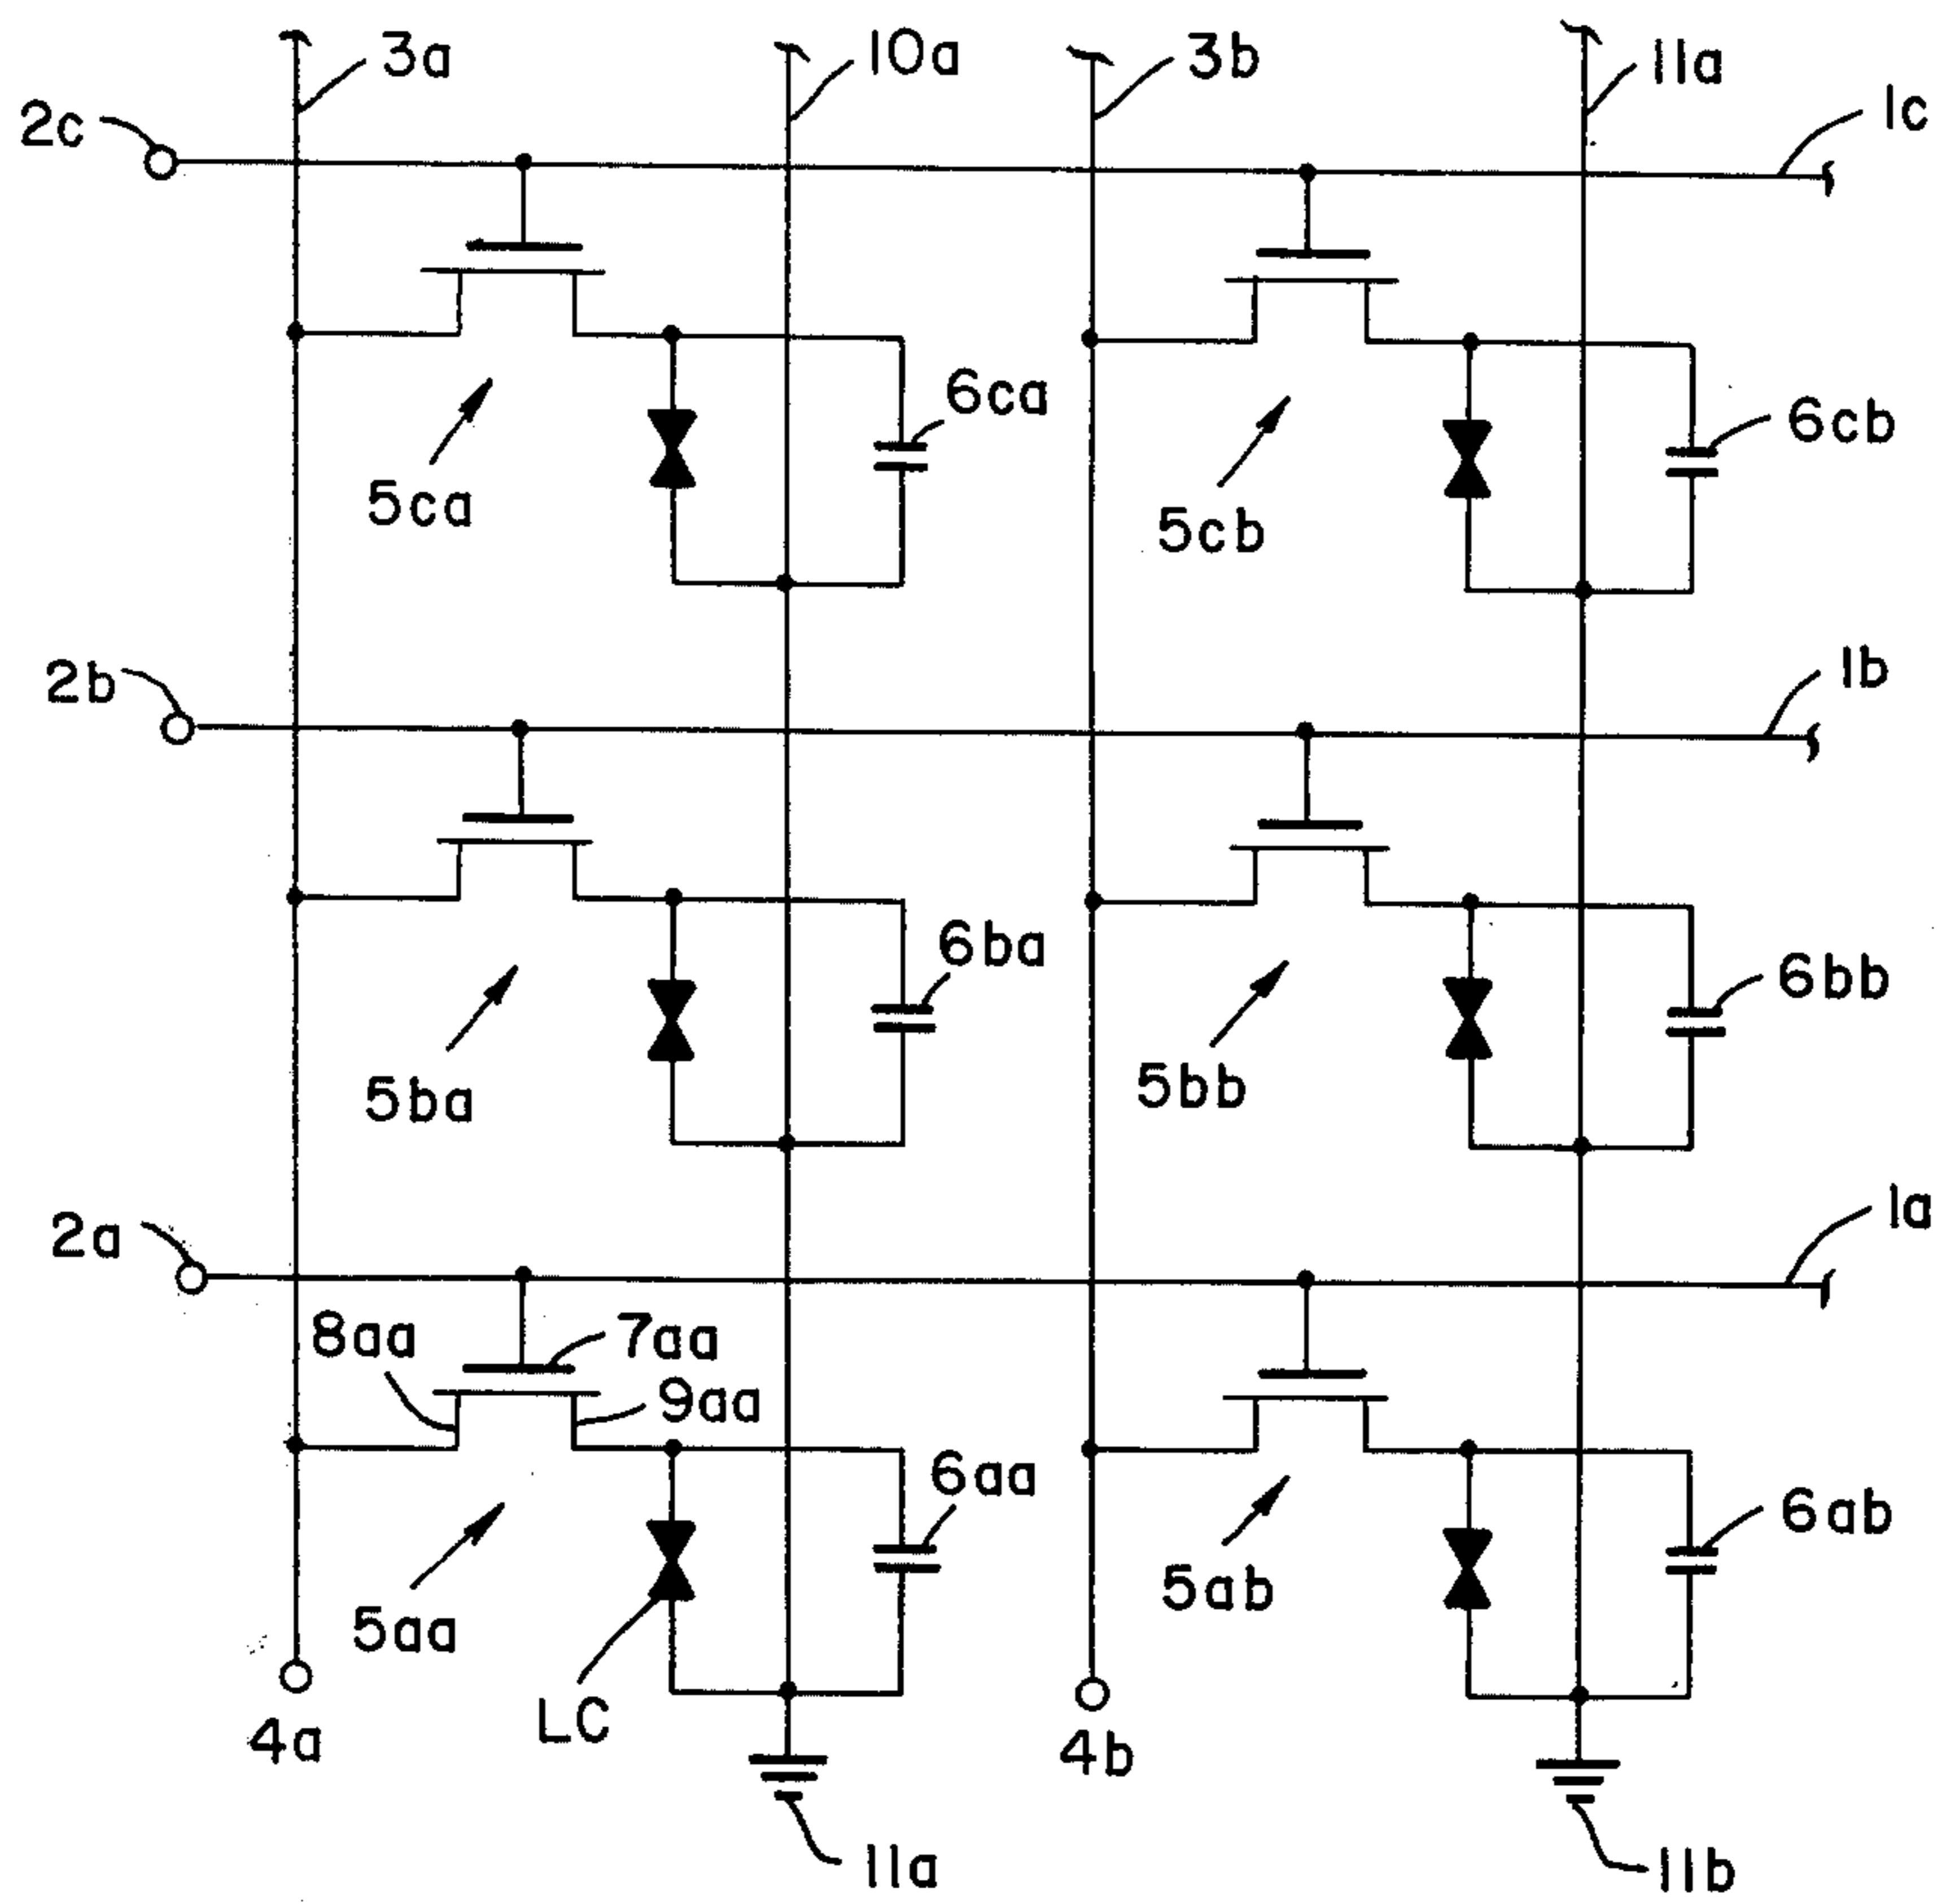 3a 10a 3b 11a
2c 1c
6ca 6cb
5ca 5cb
2b 1b
6ba 6bb
5ba 5bb
2a 1a
8aa 7aa
9aa
6aa 6ab
5aa 5ab
LC
4a 4b
11a 11b